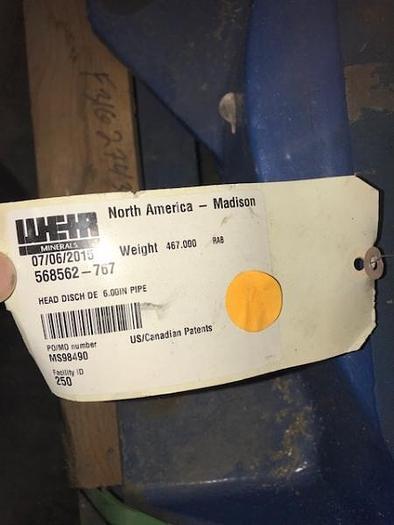 North America – Madison
WEIR
MINERALS
07/06/2015 Weight 467.000 RAB
568562-767
HEAD DISCH DE 6.00IN PIPE
PO/MO number US/Canadian Patents
MS98490
Facility ID
250